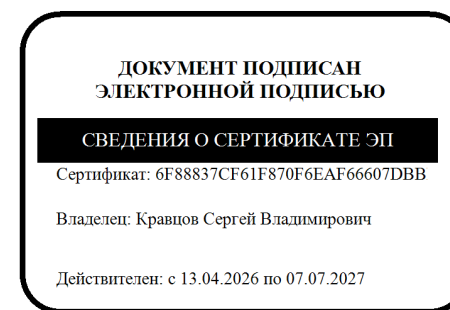 ДОКУМЕНТ ПОДПИСАН
ЭЛЕКТРОННОЙ ПОДПИСЬЮ
СВЕДЕНИЯ О СЕРТИФИКАТЕ ЭП
Сертификат: 6F88837CF61F870F6EAF66607DBB
Владелец: Кравцов Сергей Владимирович
Действителен: с 13.04.2026 по 07.07.2027